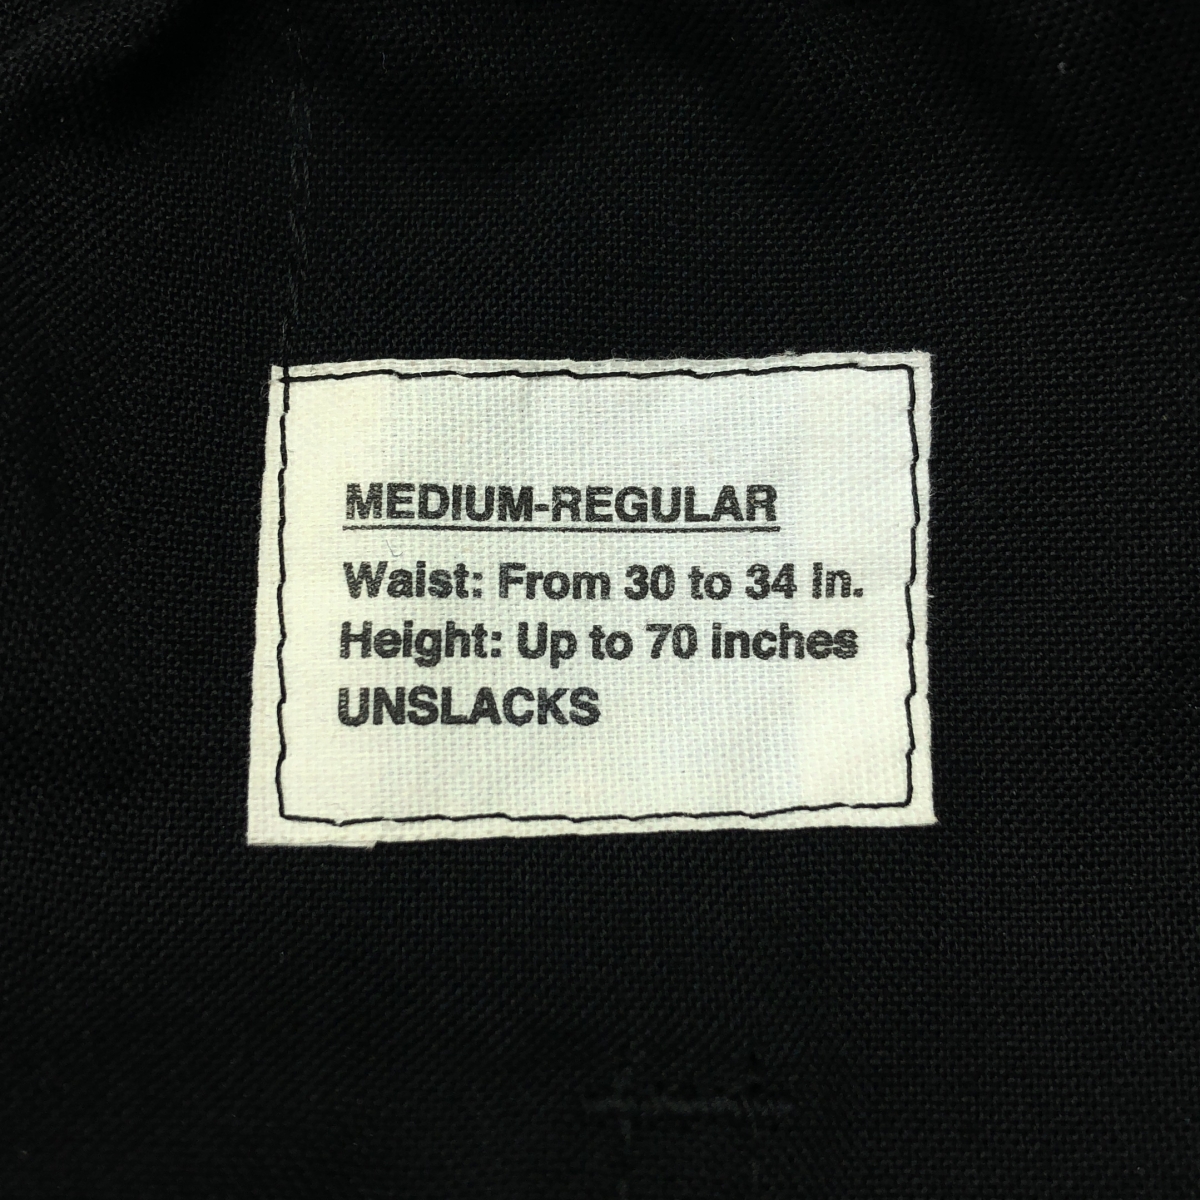 MEDIUM-REGULAR
Waist: From 30 to 34 in.
Height: Up to 70 inches
UNSLACKS